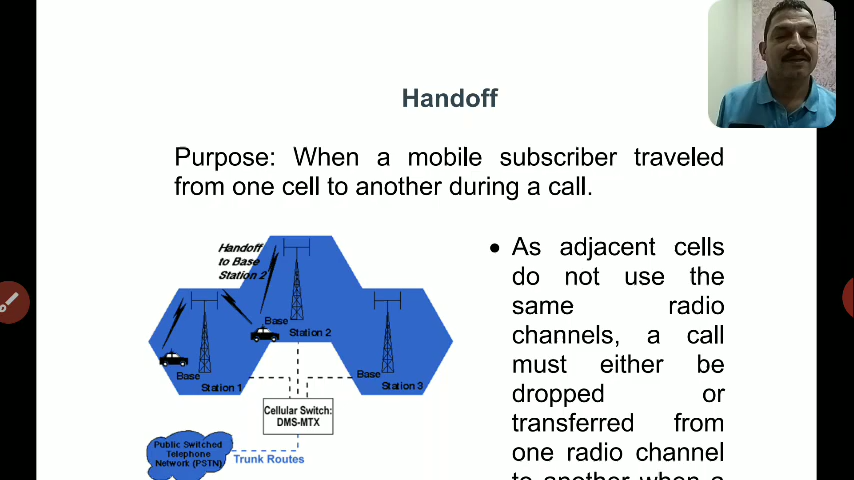 Handoff
Purpose: When a mobile subscriber traveled
from one cell to another during a call.
Handoff
to Base
Station 2
Base
Station 2
Base
Station 1
Base
Station 3
Cellular Switch:
DMS-MTX
Public Switched
Telephone
Network (PSTN)
Trunk Routes
• As adjacent cells
do not use the
same radio
channels, a call
must either be
dropped or
transferred from
one radio channel
to another when a